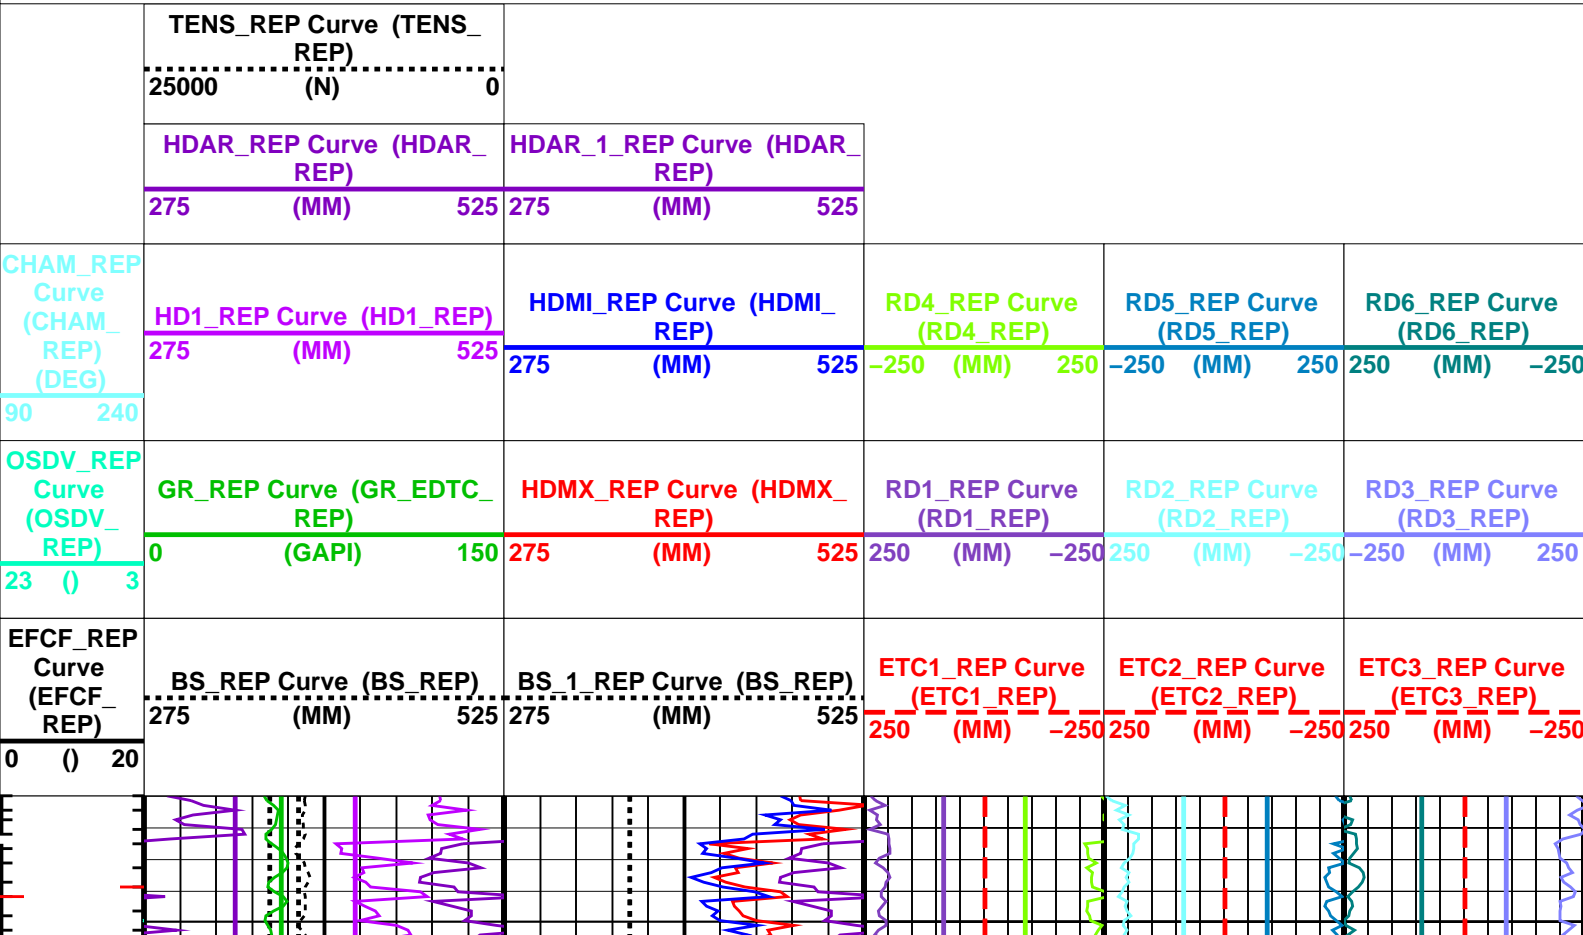 TENS_REP Curve (TENS_
REP)
25000 (N) 0
HDAR_REP Curve (HDAR_
REP)
275 (MM) 525
HDAR_1_REP Curve (HDAR_
REP)
275 (MM) 525
CHAM_REP
Curve
(CHAM_
REP)
(DEG)
90 240
HD1_REP Curve (HD1_REP)
275 (MM) 525
HDMI_REP Curve (HDMI_
REP)
275 (MM) 525
RD4_REP Curve
(RD4_REP)
−250 (MM) 250
RD5_REP Curve
(RD5_REP)
−250 (MM) 250
RD6_REP Curve
(RD6_REP)
250 (MM) −250
OSDV_REP
Curve
(OSDV_
REP)
23 () 3
GR_REP Curve (GR_EDTC_
REP)
0 (GAPI) 150
HDMX_REP Curve (HDMX_
REP)
275 (MM) 525
RD1_REP Curve
(RD1_REP)
250 (MM) −250
RD2_REP Curve
(RD2_REP)
250 (MM) −250
RD3_REP Curve
(RD3_REP)
−250 (MM) 250
EFCF_REP
Curve
(EFCF_
REP)
0 () 20
BS_REP Curve (BS_REP)
275 (MM) 525
BS_1_REP Curve (BS_REP)
275 (MM) 525
ETC1_REP Curve
(ETC1_REP)
250 (MM) −250
ETC2_REP Curve
(ETC2_REP)
250 (MM) −250
ETC3_REP Curve
(ETC3_REP)
250 (MM) −250